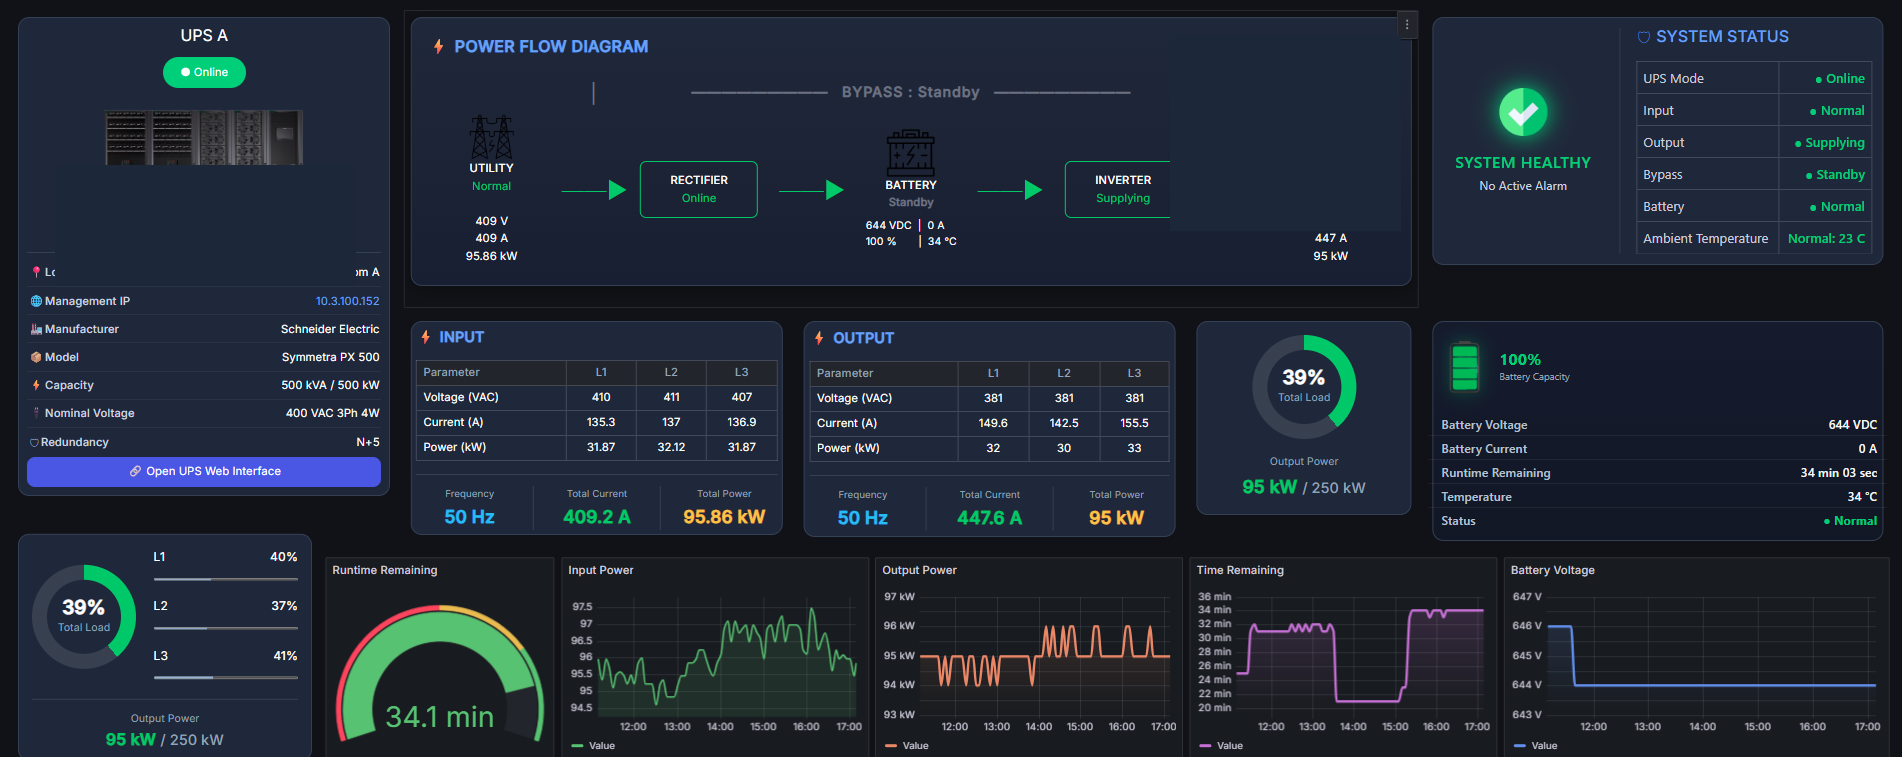 UPS A
Online
Lo
om A
Management IP 10.3.100.152
Manufacturer Schneider Electric
Model Symmetra PX 500
Capacity 500 kVA / 500 kW
Nominal Voltage 400 VAC 3Ph 4W
Redundancy N+5
Open UPS Web Interface
POWER FLOW DIAGRAM
BYPASS : Standby
UTILITY
Normal
409 V
409 A
95.86 kW
RECTIFIER
Online
BATTERY
Standby
644 VDC | 0 A
100 % | 34 °C
INVERTER
Supplying
447 A
95 kW
SYSTEM HEALTHY
No Active Alarm
SYSTEM STATUS
UPS Mode Online
Input Normal
Output Supplying
Bypass Standby
Battery Normal
Ambient Temperature Normal: 23 C
INPUT
Parameter L1 L2 L3
Voltage (VAC) 410 411 407
Current (A) 135.3 137 136.9
Power (kW) 31.87 32.12 31.87
Frequency Total Current Total Power
50 Hz 409.2 A 95.86 kW
OUTPUT
Parameter L1 L2 L3
Voltage (VAC) 381 381 381
Current (A) 149.6 142.5 155.5
Power (kW) 32 30 33
Frequency Total Current Total Power
50 Hz 447.6 A 95 kW
39%
Total Load
Output Power
95 kW / 250 kW
100%
Battery Capacity
Battery Voltage 644 VDC
Battery Current 0 A
Runtime Remaining 34 min 03 sec
Temperature 34 °C
Status Normal
39%
Total Load
L1 40%
L2 37%
L3 41%
Output Power
95 kW / 250 kW
Runtime Remaining
34.1 min
Input Power
97.5
97
96.5
96
95.5
95
94.5
12:00 13:00 14:00 15:00 16:00 17:00
Value
Output Power
97 kW
96 kW
95 kW
94 kW
93 kW
12:00 13:00 14:00 15:00 16:00 17:00
Value
Time Remaining
36 min
34 min
32 min
30 min
28 min
26 min
24 min
22 min
20 min
12:00 13:00 14:00 15:00 16:00 17:00
Value
Battery Voltage
647 V
646 V
645 V
644 V
643 V
12:00 13:00 14:00 15:00 16:00 17:00
Value